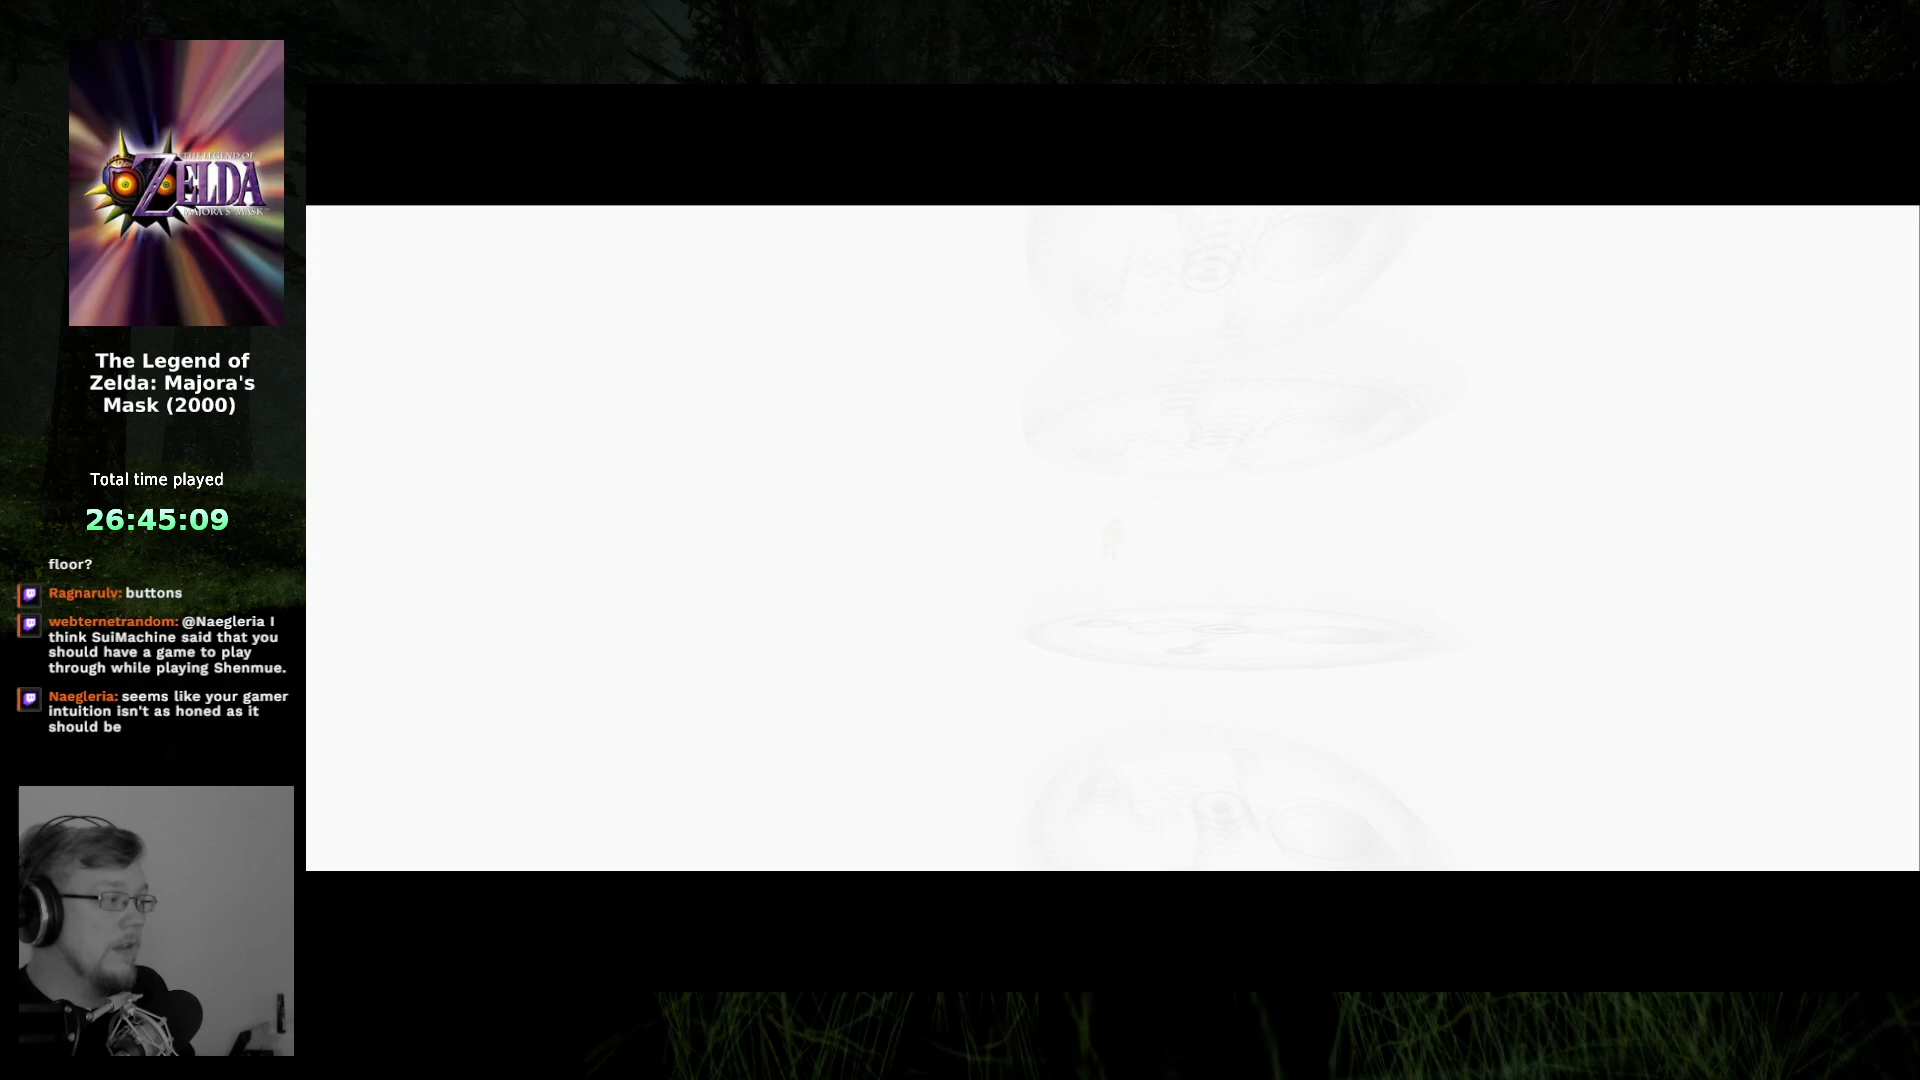 THE LEGEND OF
ZELDA
MAJORA'S MASK
The Legend of
Zelda: Majora's
Mask (2000)
Total time played
26:45:09
floor?
Ragnarulv: buttons
webternetrandom: @Naegleria I
think SuiMachine said that you
should have a game to play
through while playing Shenmue.
Naegleria: seems like your gamer
intuition isn't as honed as it
should be